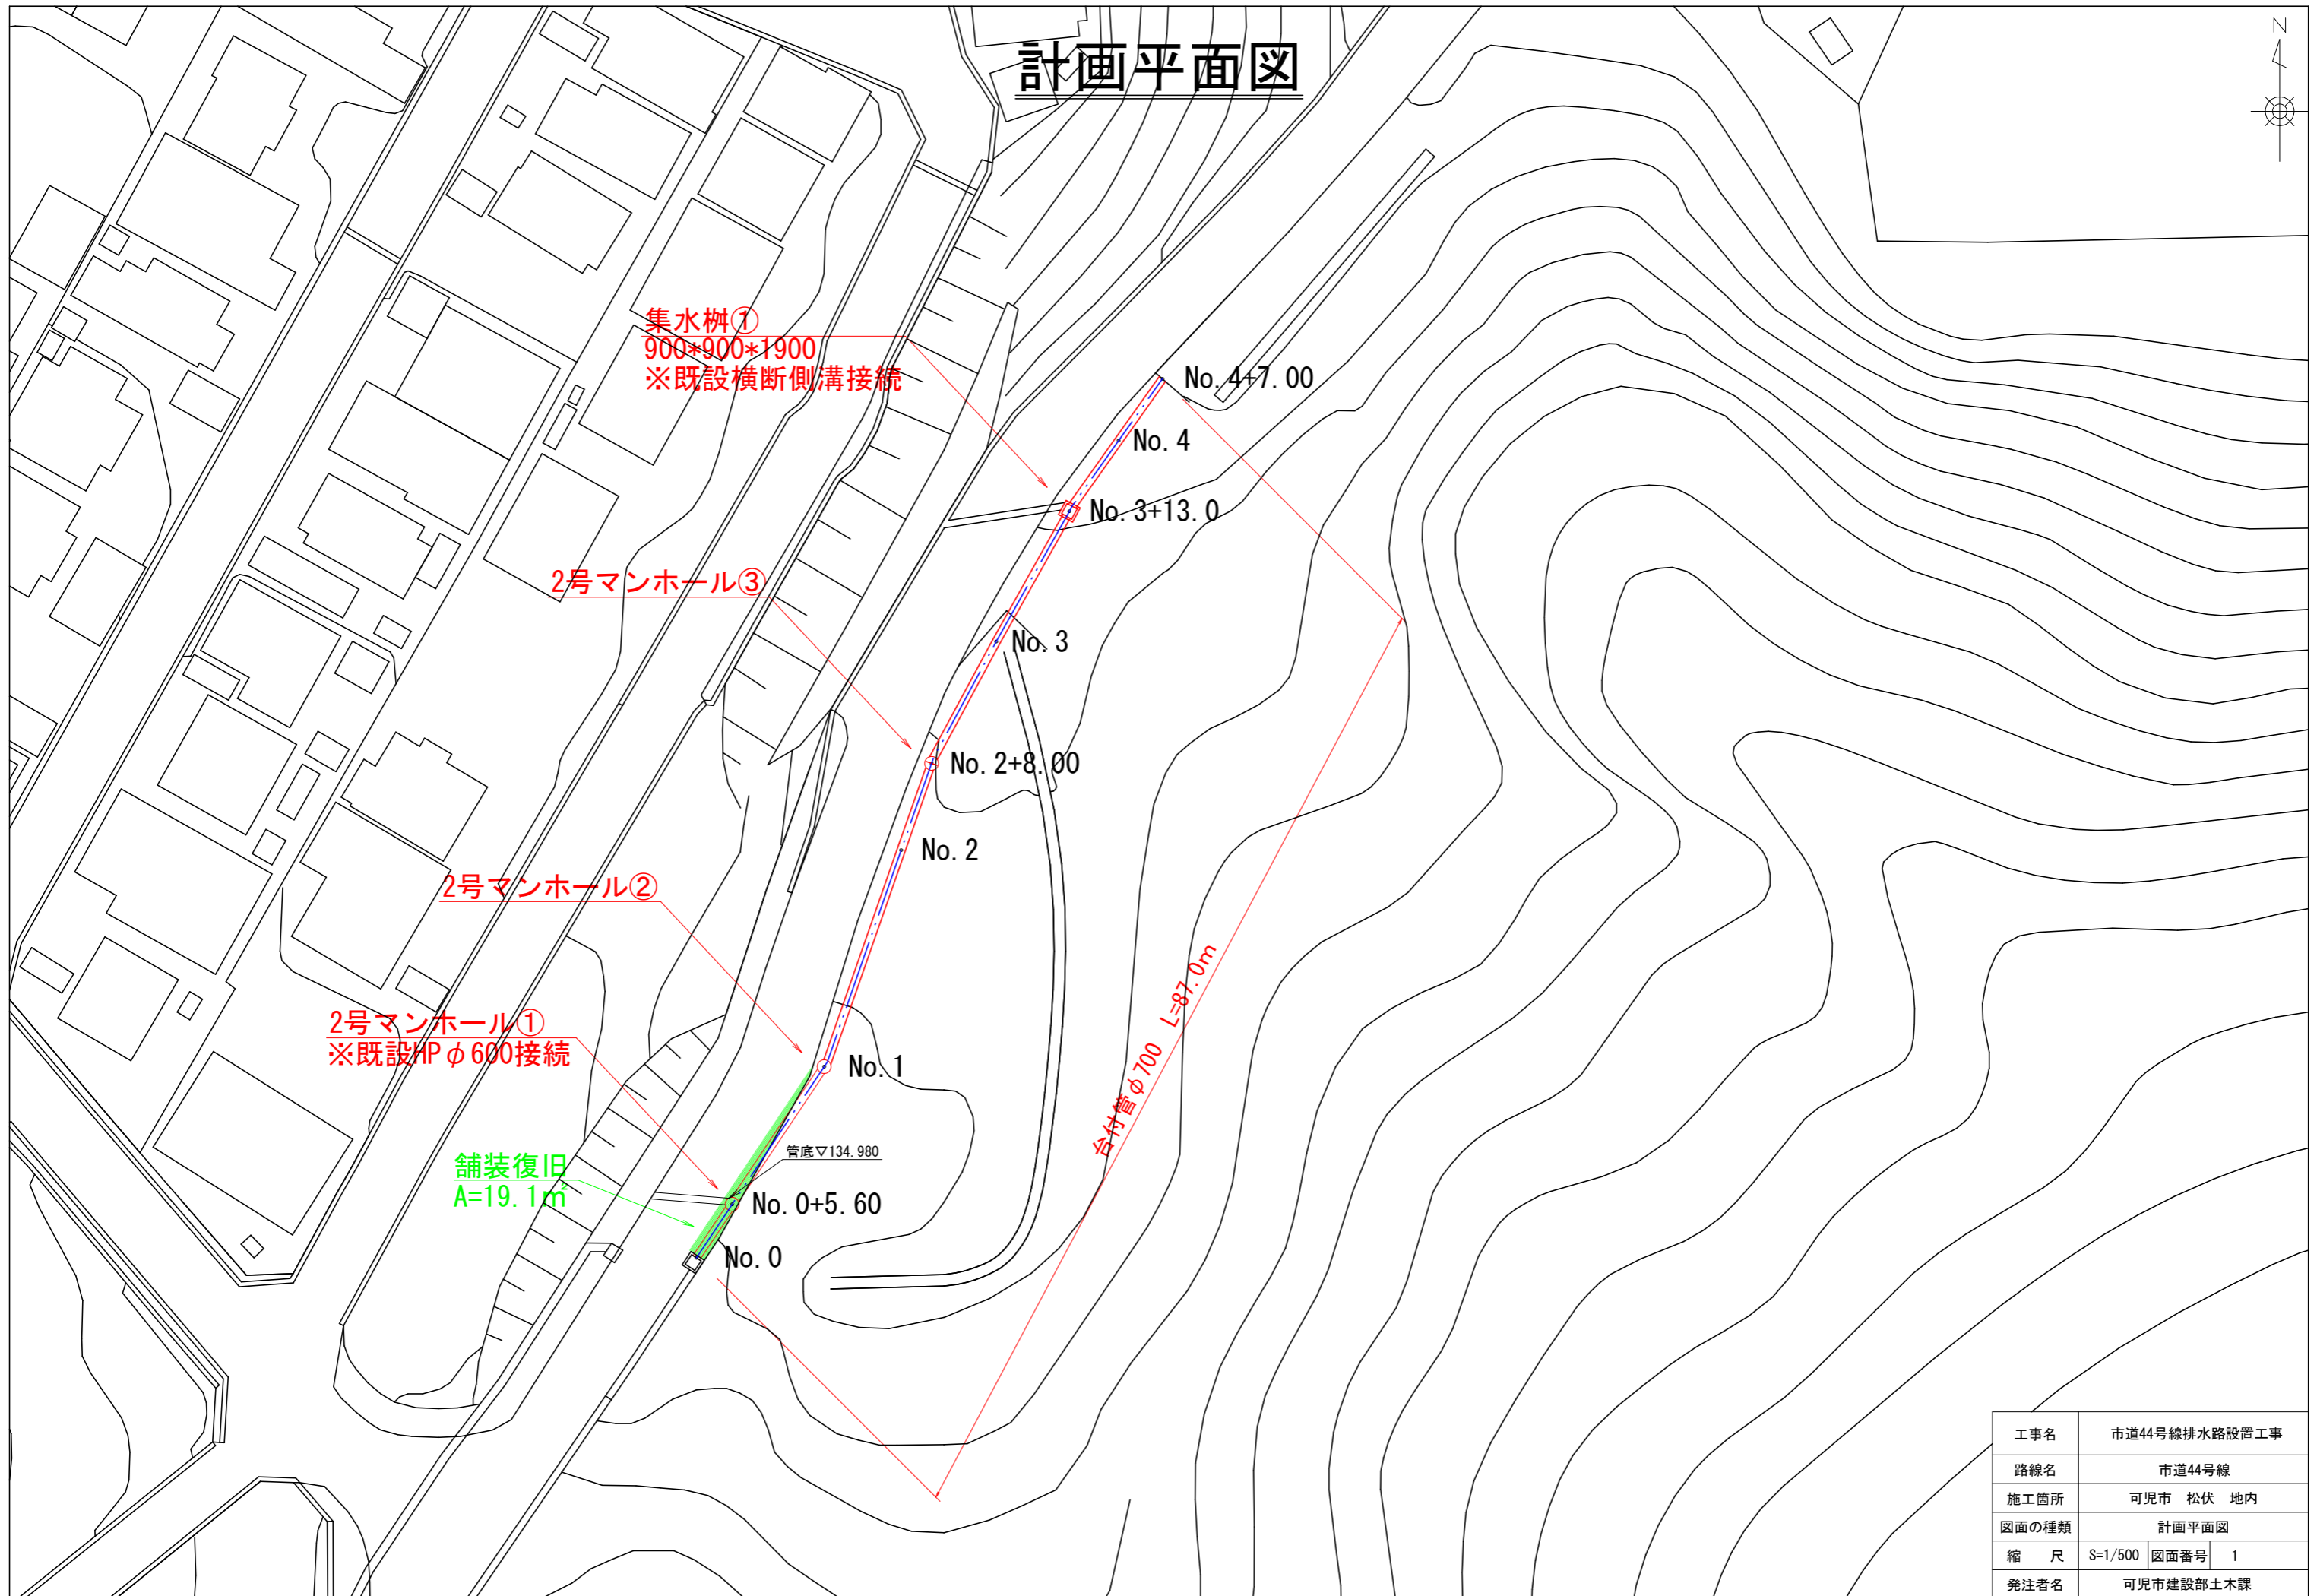 計画平面図
N
集水桝①
900*900*1900
※既設横断側溝接続
No.4+7.00
No.4
No.3+13.0
2号マンホール③
No.3
No.2+8.00
No.2
2号マンホール②
台付管φ700 L=87.0m
2号マンホール①
※既設HPφ600接続
No.1
管底▽134.980
舗装復旧
A=19.1㎡
No.0+5.60
No.0
工事名 市道44号線排水路設置工事
路線名 市道44号線
施工箇所 可児市 松伏 地内
図面の種類 計画平面図
縮 尺 S=1/500 図面番号 1
発注者名 可児市建設部土木課